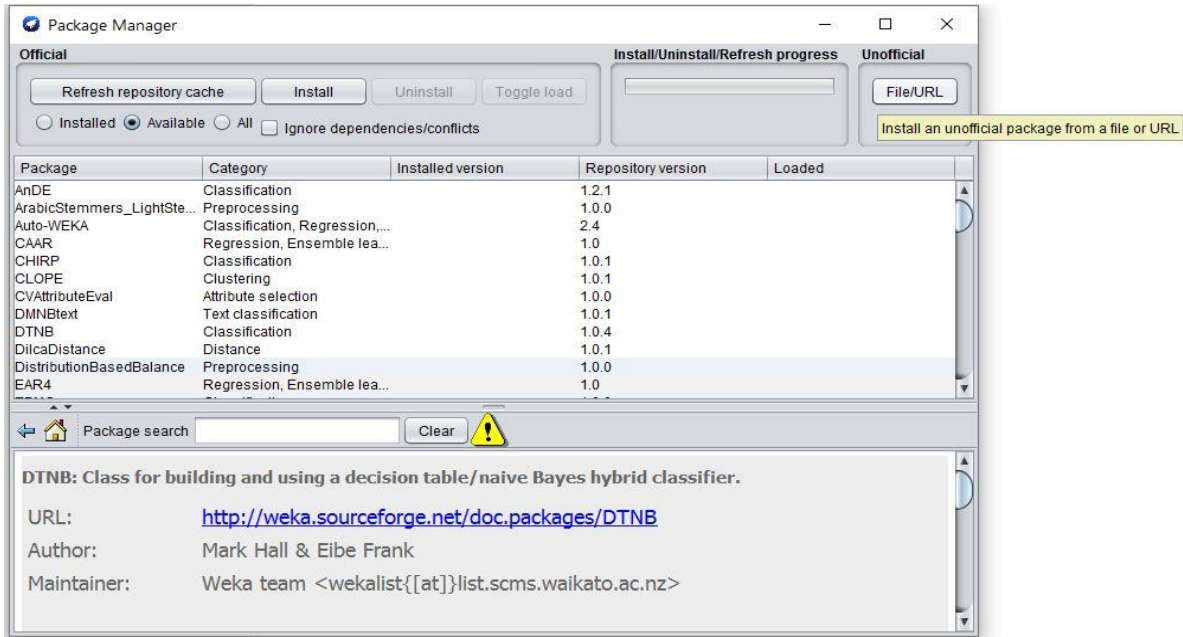 Package Manager
Official Install/Uninstall/Refresh progress Unofficial
Refresh repository cache Install Uninstall Toggle load File/URL
Installed Available All Ignore dependencies/conflicts
Install an unofficial package from a file or URL
Package Category Installed version Repository version Loaded
AnDE Classification 1.2.1
ArabicStemmers_LightSte... Preprocessing 1.0.0
Auto-WEKA Classification, Regression,... 2.4
CAAR Regression, Ensemble lea... 1.0
CHIRP Classification 1.0.1
CLOPE Clustering 1.0.1
CVAttributeEval Attribute selection 1.0.0
DMNBtext Text classification 1.0.1
DTNB Classification 1.0.4
DilcaDistance Distance 1.0.1
DistributionBasedBalance Preprocessing 1.0.0
EAR4 Regression, Ensemble lea... 1.0
Package search Clear
DTNB: Class for building and using a decision table/naive Bayes hybrid classifier.
URL: http://weka.sourceforge.net/doc.packages/DTNB
Author: Mark Hall & Eibe Frank
Maintainer: Weka team <wekalist{[at]}list.scms.waikato.ac.nz>